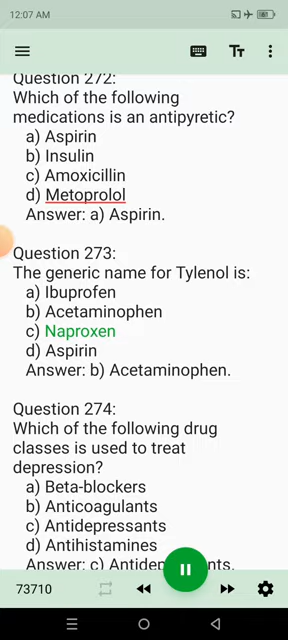 12:07 AM
Question 272:
Which of the following
medications is an antipyretic?
a) Aspirin
b) Insulin
c) Amoxicillin
d) Metoprolol
Answer: a) Aspirin.
Question 273:
The generic name for Tylenol is:
a) Ibuprofen
b) Acetaminophen
c) Naproxen
d) Aspirin
Answer: b) Acetaminophen.
Question 274:
Which of the following drug
classes is used to treat
depression?
a) Beta-blockers
b) Anticoagulants
c) Antidepressants
d) Antihistamines
Answer: c)
73710